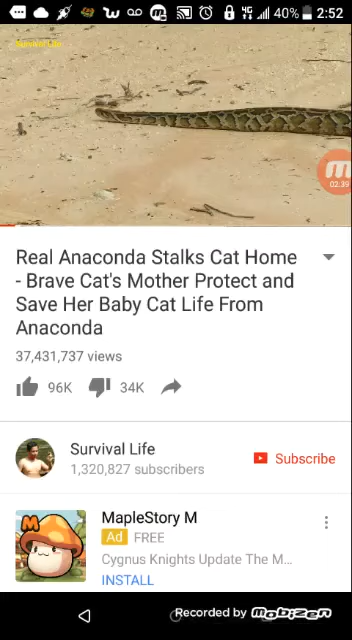 40% 2:52
Survival Life
02:39
Real Anaconda Stalks Cat Home
- Brave Cat's Mother Protect and
Save Her Baby Cat Life From
Anaconda
37,431,737 views
96K 34K
Survival Life
1,320,827 subscribers
Subscribe
MapleStory M
Ad FREE
Cygnus Knights Update The M...
INSTALL
Recorded by Mobizen